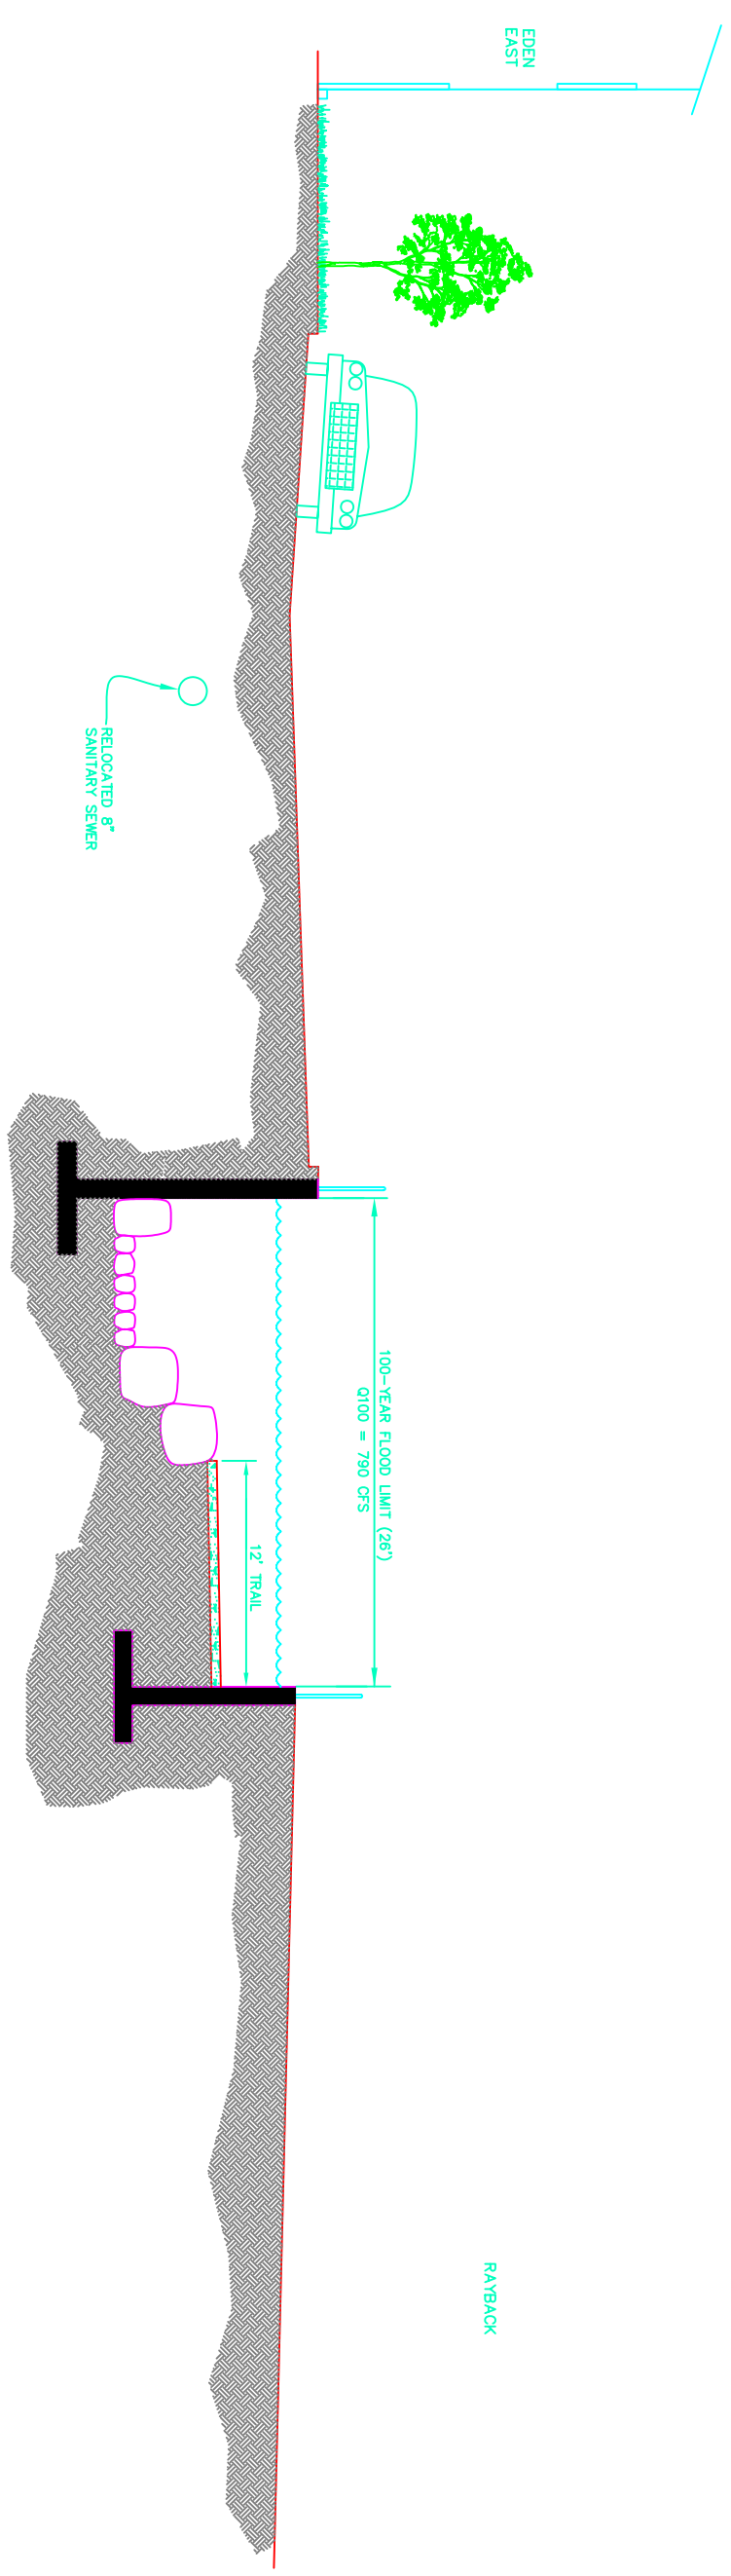 EDEN
EAST
RELOCATED 8"
SANITARY SEWER
100-YEAR FLOOD LIMIT (26')
Q100 = 790 CFS
12' TRAIL
RAYBACK